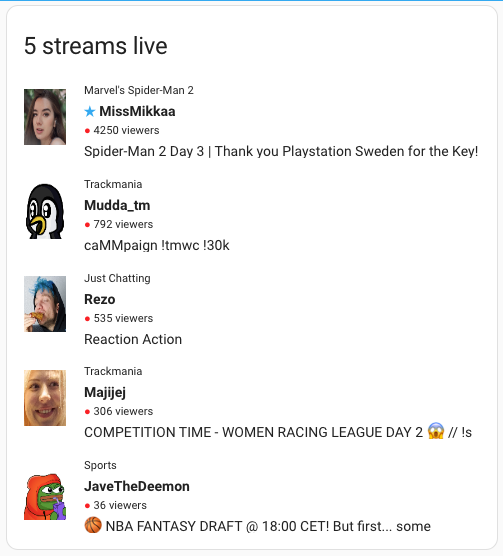 5 streams live
Marvel's Spider-Man 2
★ MissMikkaa
● 4250 viewers
Spider-Man 2 Day 3 | Thank you Playstation Sweden for the Key!
Trackmania
Mudda_tm
● 792 viewers
caMMpaign !tmwc !30k
Just Chatting
Rezo
● 535 viewers
Reaction Action
Trackmania
Majijej
● 306 viewers
COMPETITION TIME - WOMEN RACING LEAGUE DAY 2 😱 // !s
Sports
JaveTheDeemon
● 36 viewers
🏀 NBA FANTASY DRAFT @ 18:00 CET! But first... some